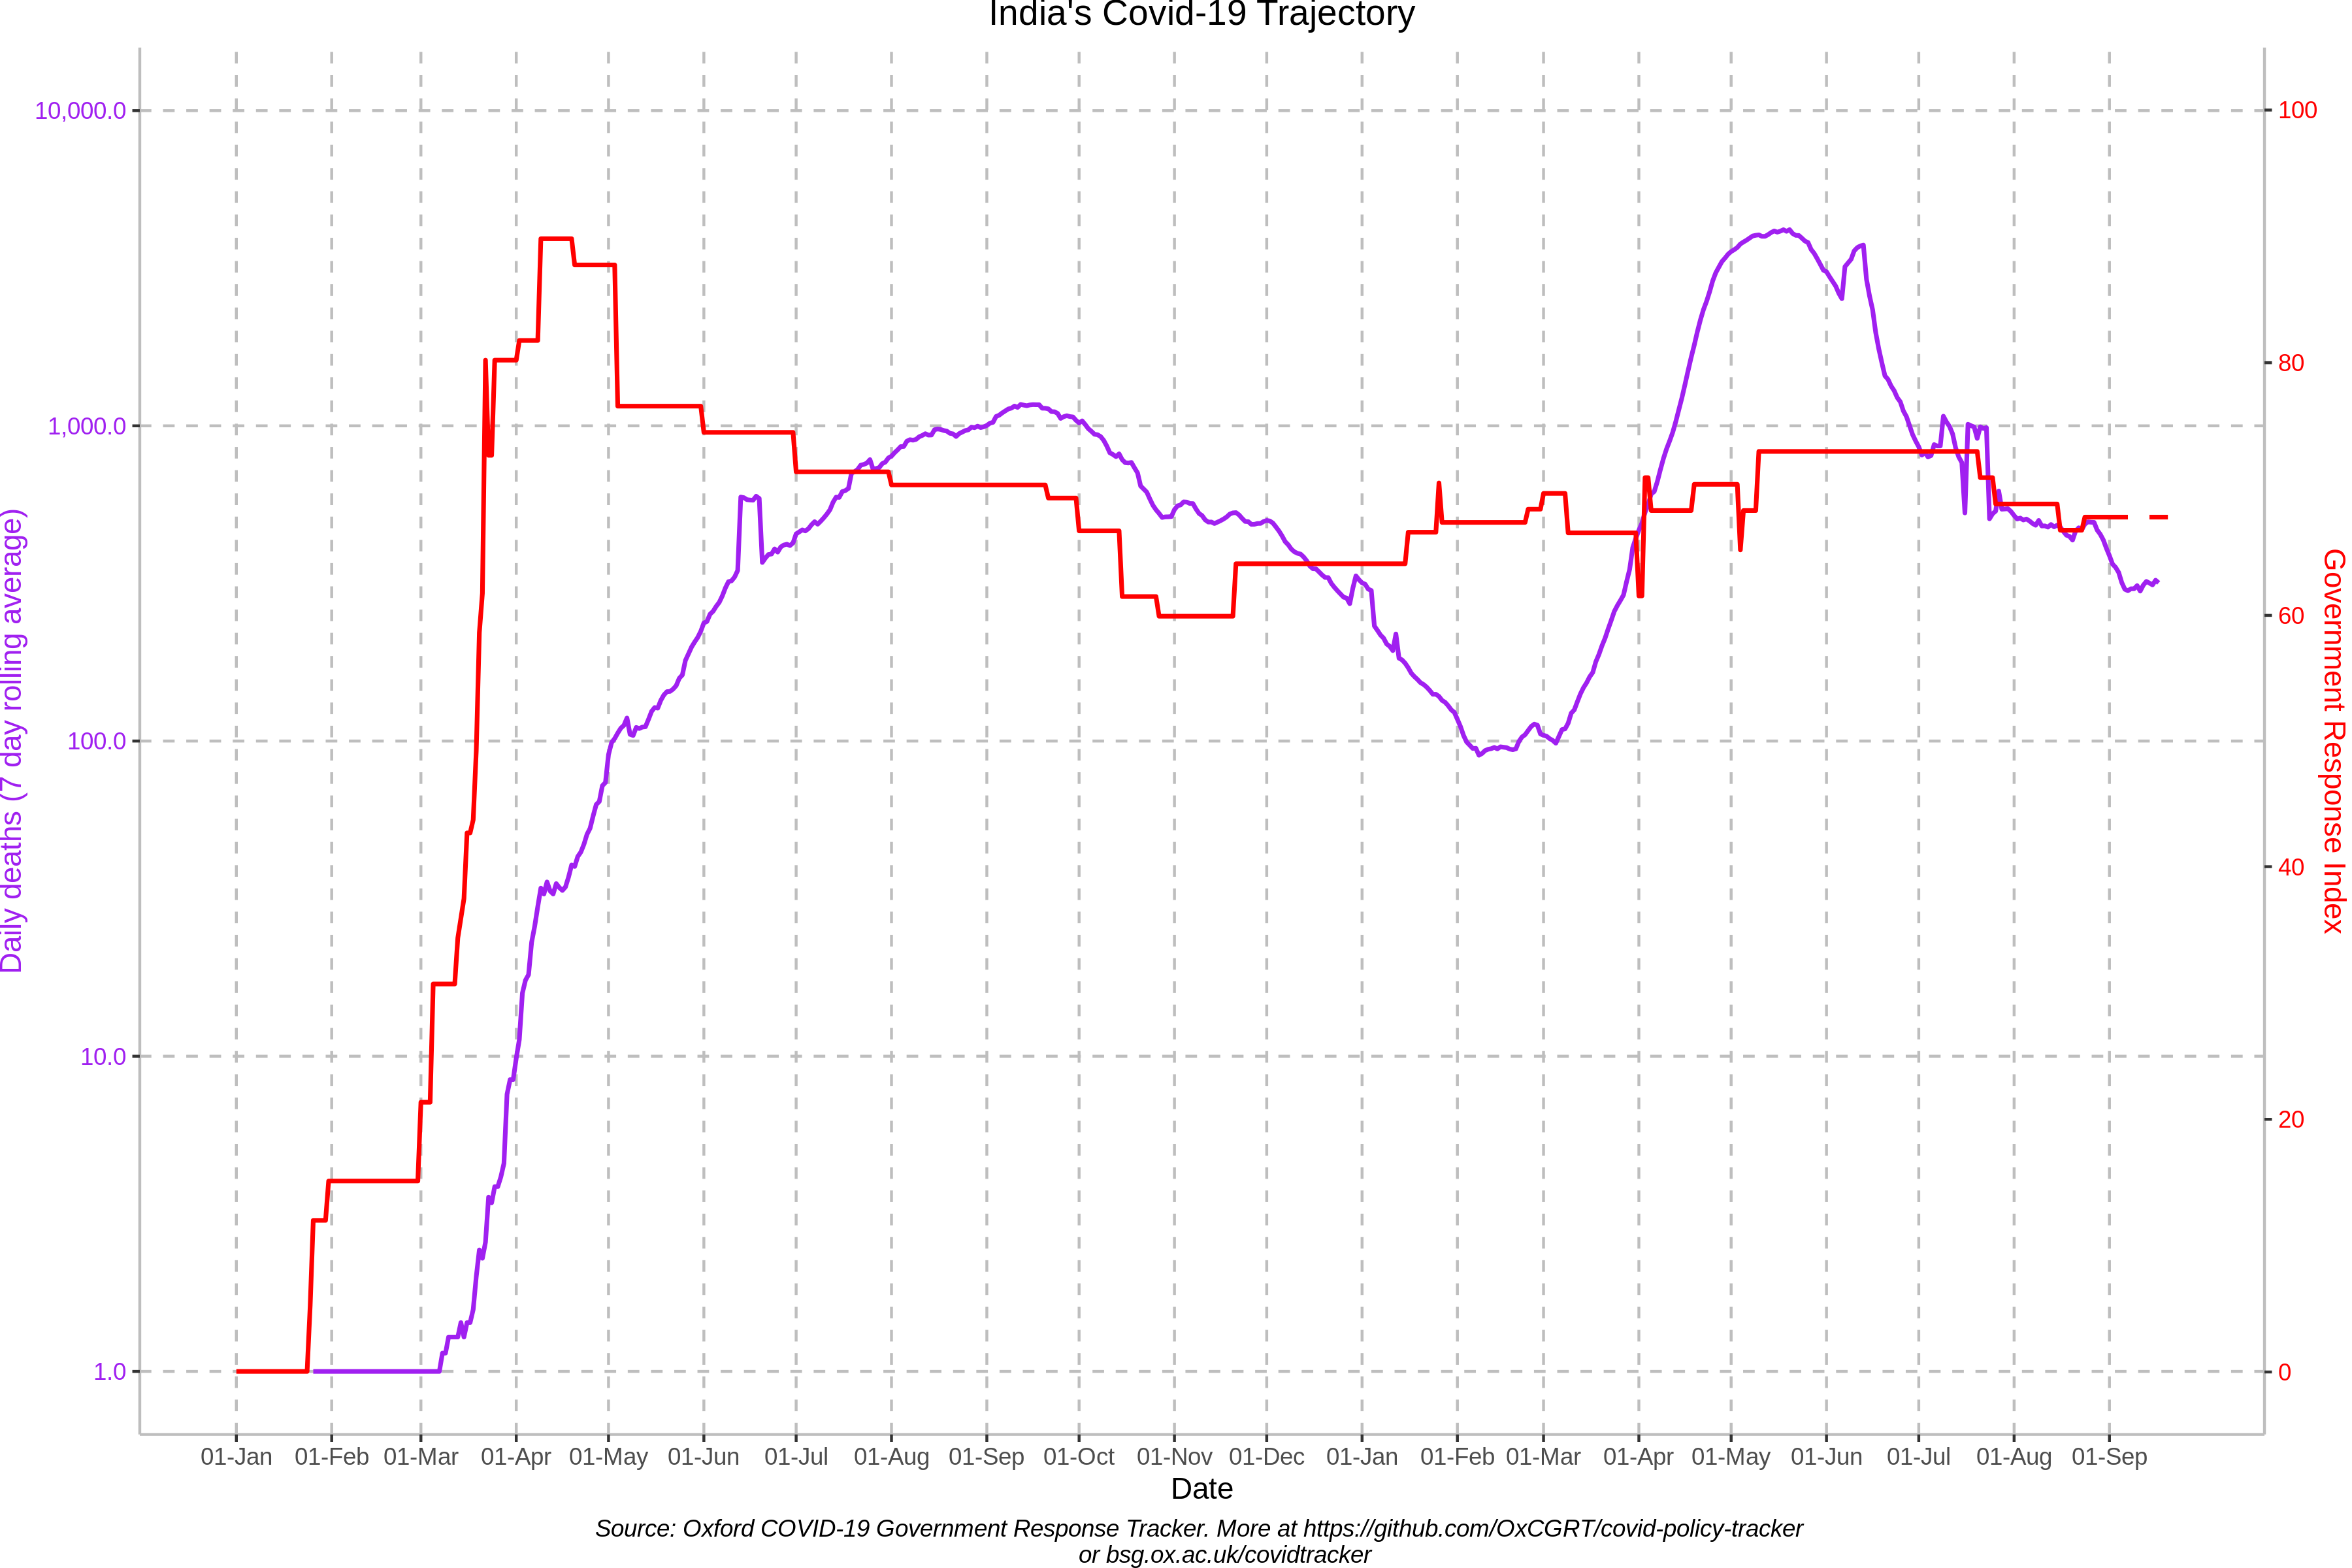 India's Covid-19 Trajectory
10,000.0
1,000.0
100.0
10.0
1.0
Daily deaths (7 day rolling average)
100
80
60
40
20
0
Government Response Index
01-Jan 01-Feb 01-Mar 01-Apr 01-May 01-Jun 01-Jul 01-Aug 01-Sep 01-Oct 01-Nov 01-Dec 01-Jan 01-Feb 01-Mar 01-Apr 01-May 01-Jun 01-Jul 01-Aug 01-Sep
Date
Source: Oxford COVID-19 Government Response Tracker. More at https://github.com/OxCGRT/covid-policy-tracker
or bsg.ox.ac.uk/covidtracker